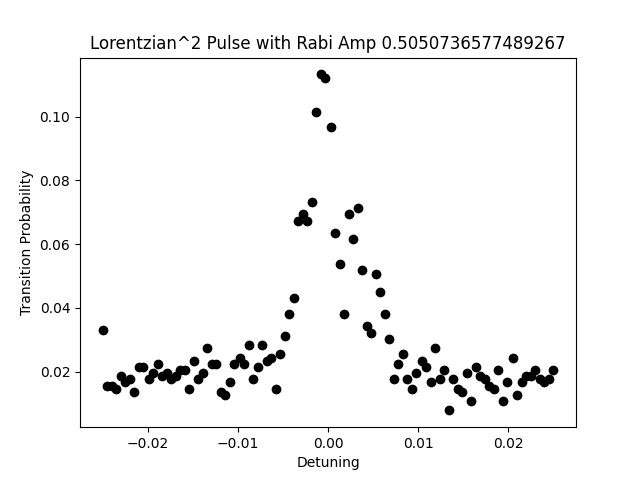 Lorentzian^2 Pulse with Rabi Amp 0.5050736577489267
0.10
0.08
0.06
0.04
0.02
Transition Probability
−0.02 −0.01 0.00 0.01 0.02
Detuning